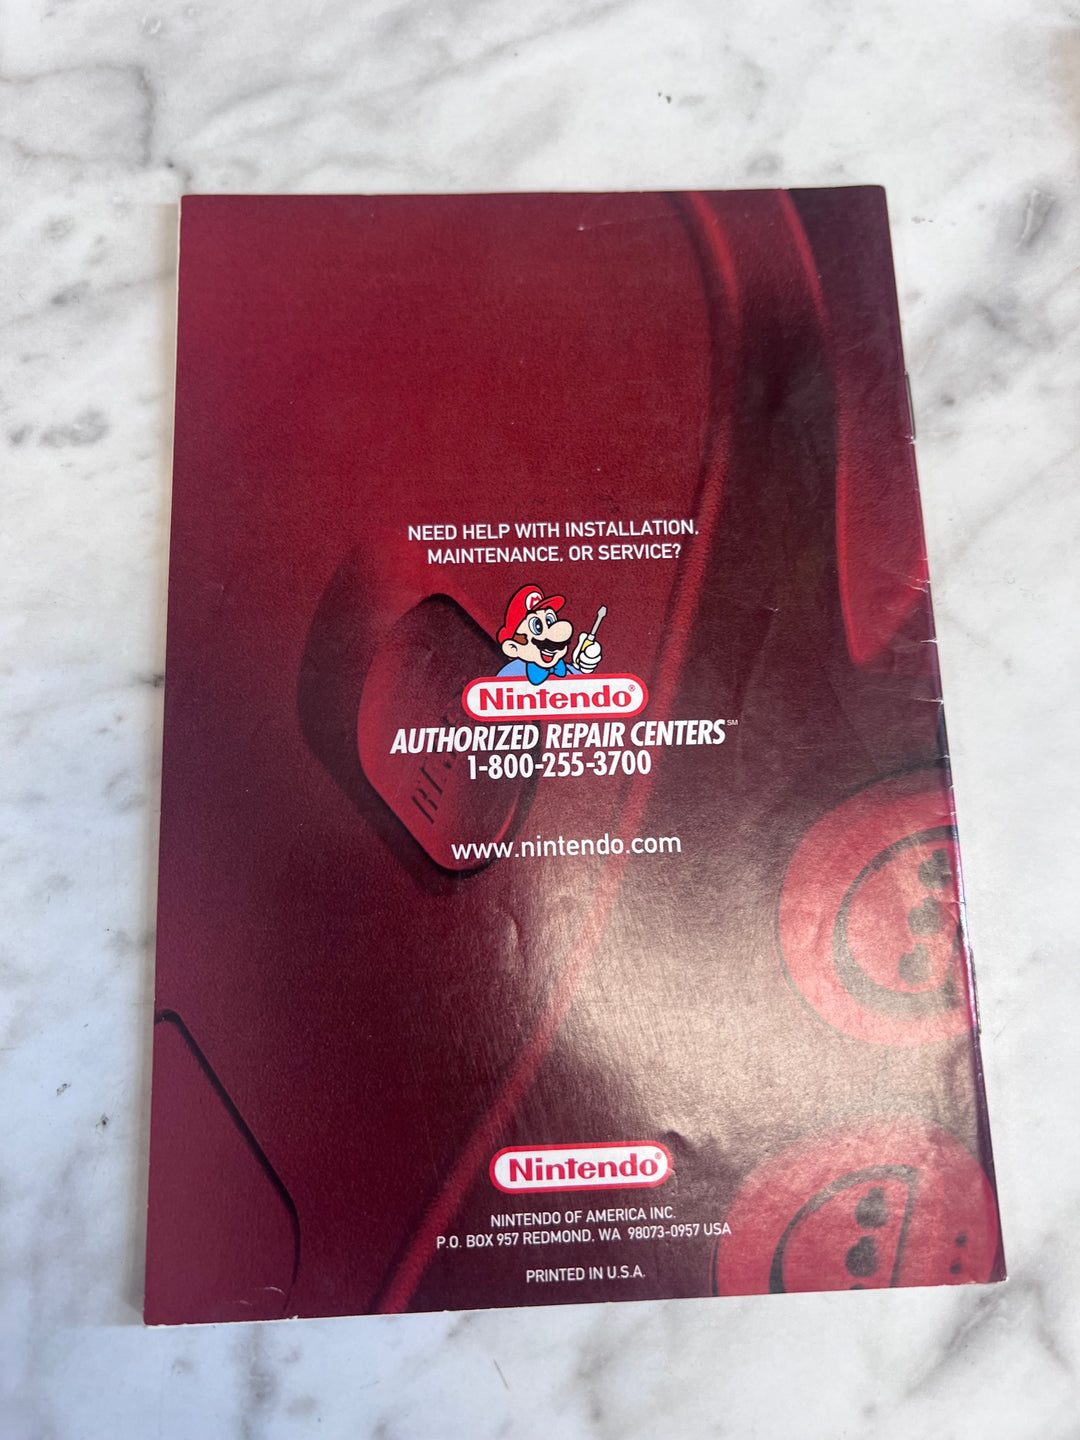 NEED HELP WITH INSTALLATION,
MAINTENANCE, OR SERVICE?
M
Nintendo®
AUTHORIZED REPAIR CENTERS℠
1-800-255-3700
www.nintendo.com
Nintendo®
NINTENDO OF AMERICA INC.
P.O. BOX 957 REDMOND, WA 98073-0957 USA
PRINTED IN U.S.A.